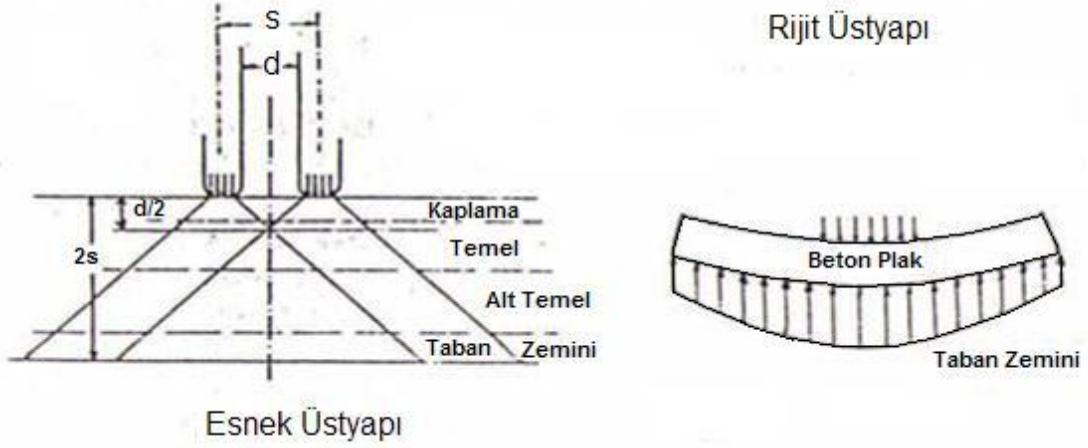 S
d
d/2
2s
Kaplama
Temel
Alt Temel
Taban Zemini
Esnek Üstyapı
Rijit Üstyapı
Beton Plak
Taban Zemini